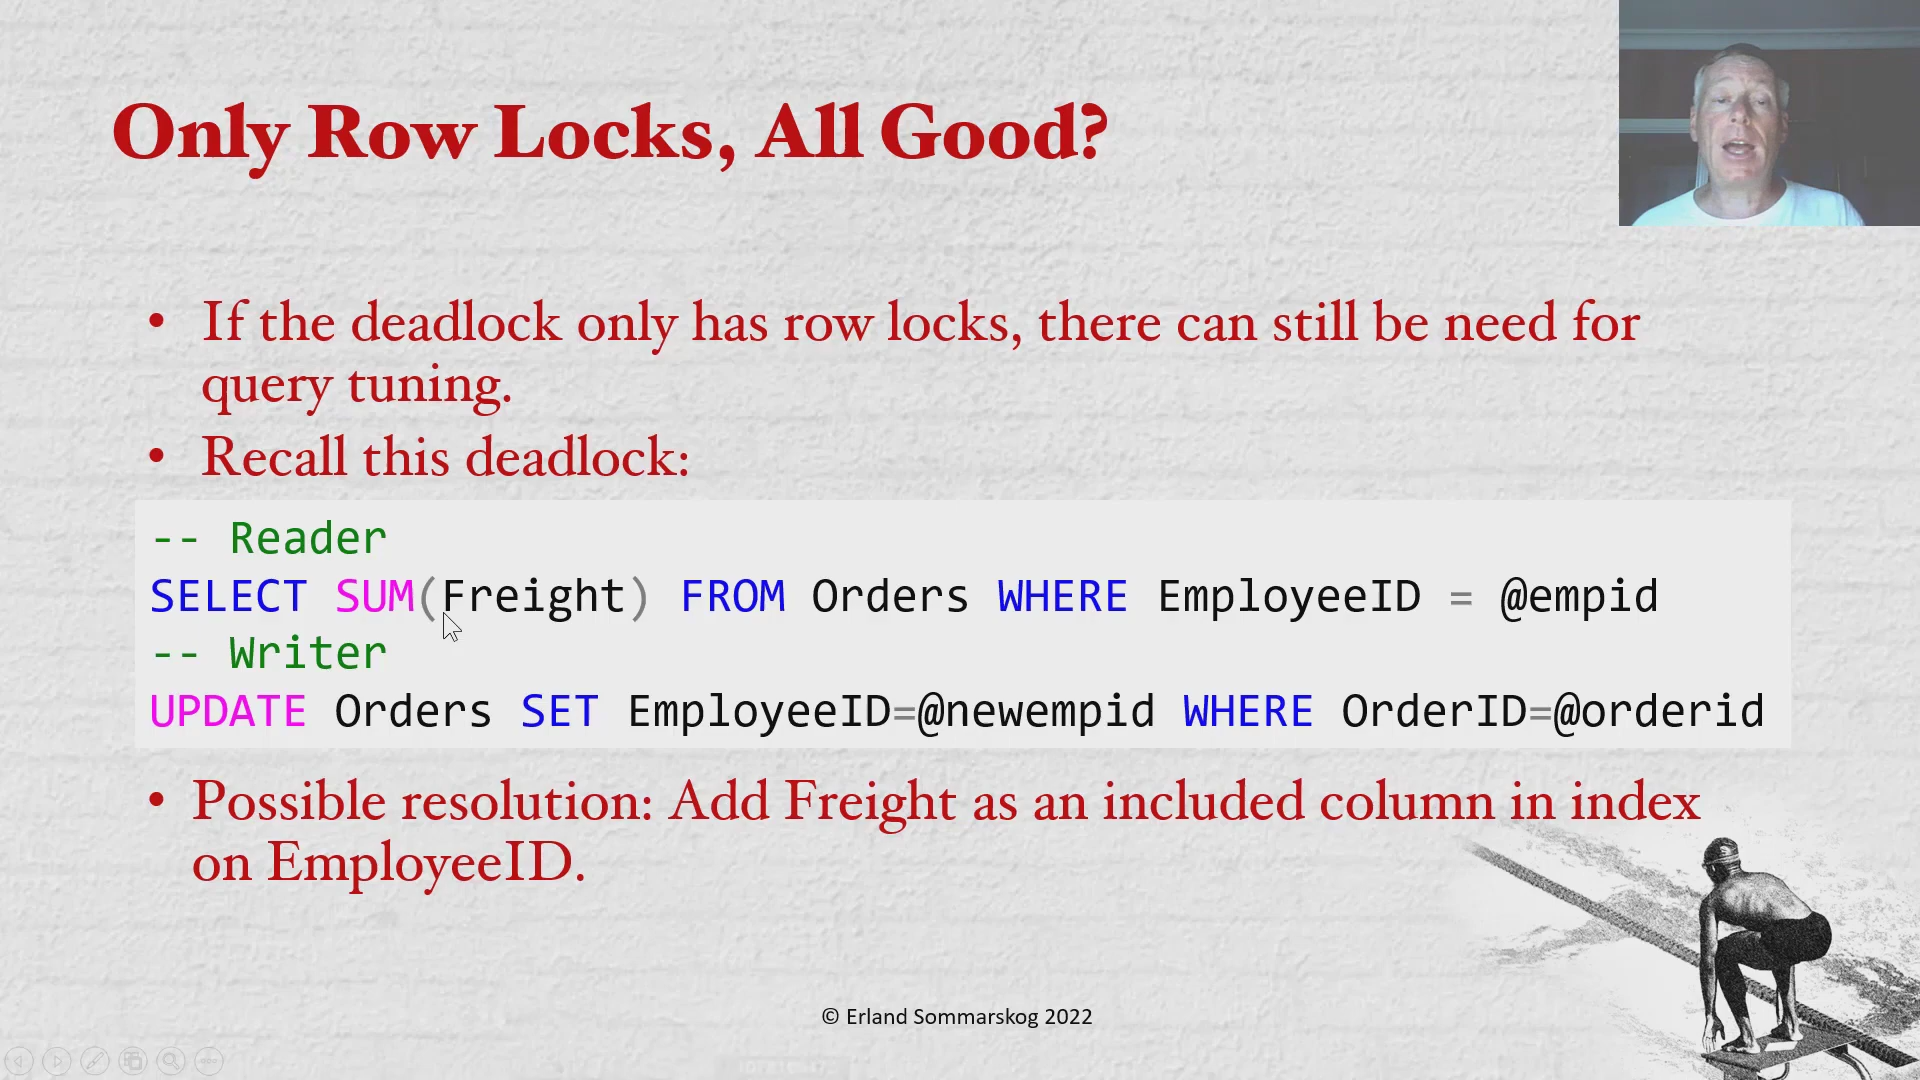 Only Row Locks, All Good?
• If the deadlock only has row locks, there can still be need for
query tuning.
• Recall this deadlock:
-- Reader
SELECT SUM(Freight) FROM Orders WHERE EmployeeID = @empid
-- Writer
UPDATE Orders SET EmployeeID=@newempid WHERE OrderID=@orderid
• Possible resolution: Add Freight as an included column in index
on EmployeeID.
© Erland Sommarskog 2022